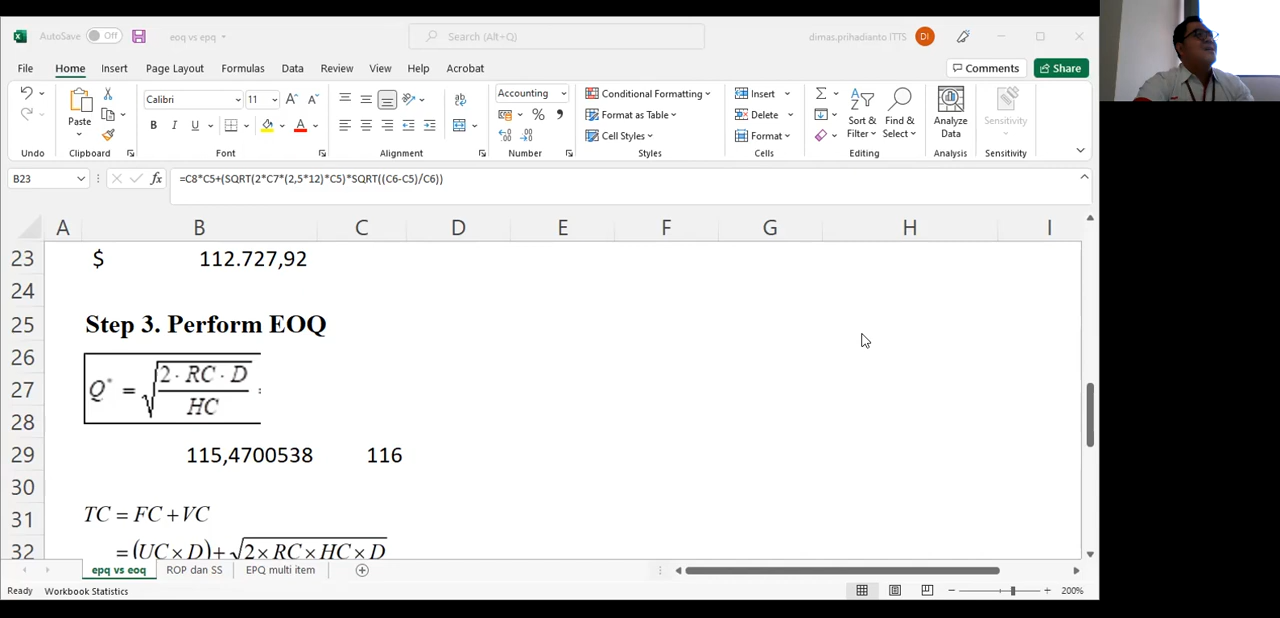 AutoSave Off eoq vs epq Search (Alt+Q) dimas.prihadianto ITTS DI
File Home Insert Page Layout Formulas Data Review View Help Acrobat Comments Share
Calibri 11 Accounting Conditional Formatting Insert
Paste Format as Table Delete Sort & Filter Find & Select Analyze Data Sensitivity
B I U % Cell Styles Format
Undo Clipboard Font Alignment Number Styles Cells Editing Analysis Sensitivity
B23 fx =C8*C5+(SQRT(2*C7*(2,5*12)*C5)*SQRT((C6-C5)/C6))
A B C D E F G H I
23 $ 112.727,92
24
25 Step 3. Perform EOQ
26
27 Q* = √(2 · RC · D / HC) :
28
29 115,4700538 116
30
31 TC = FC + VC
32 = (UC × D) + √(2 × RC × HC × D)
epq vs eoq ROP dan SS EPQ multi item
Ready Workbook Statistics 200%